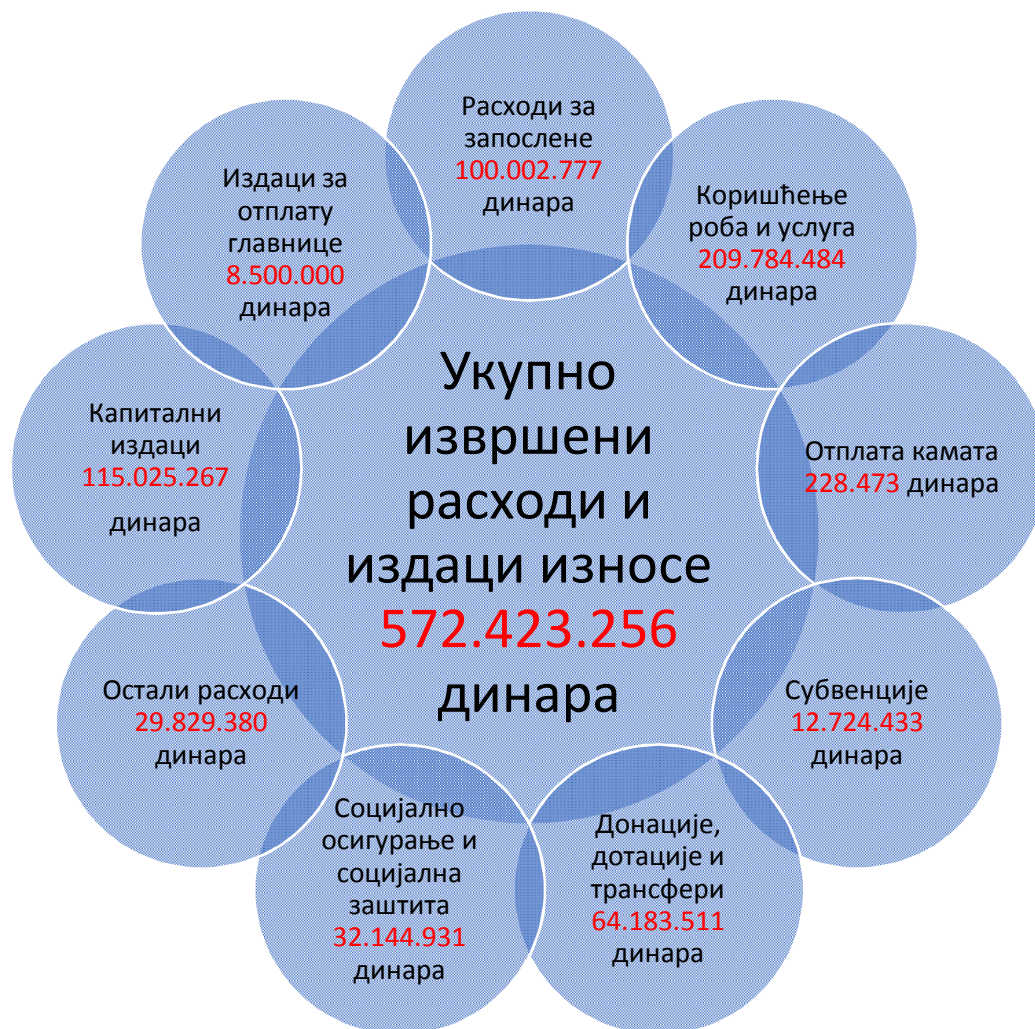 Расходи за
запослене
100.002.777
динара
Коришћење
роба и услуга
209.784.484
динара
Отплата камата
228.473 динара
Субвенције
12.724.433
динара
Донације,
дотације и
трансфери
64.183.511
динара
Социјално
осигурање и
социјална
заштита
32.144.931
динара
Остали расходи
29.829.380
динара
Капитални
издаци
115.025.267
динара
Издаци за
отплату
главнице
8.500.000
динара
Укупно
извршени
расходи и
издаци износе
572.423.256
динара